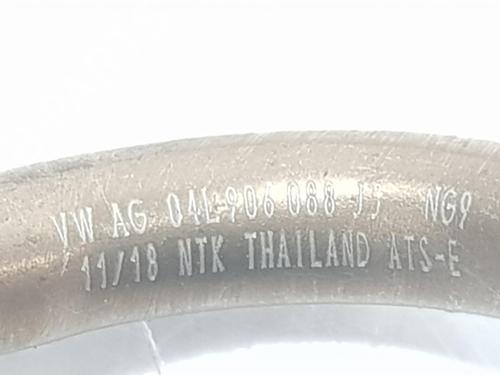 VW AG 04L 906 088 JJ NG9
11/18 NTK THAILAND ATS-E